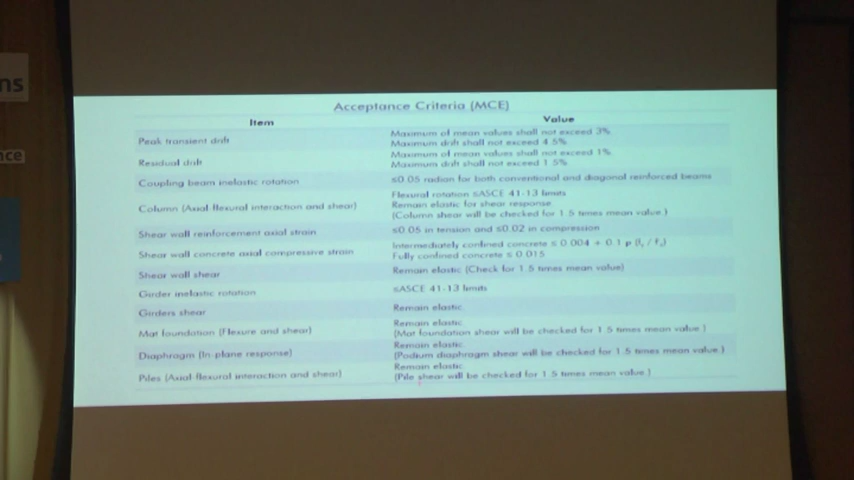 ns
nce
Acceptance Criteria (MCE)
Item Value
Peak transient drift
Maximum of mean values shall not exceed 3%
Maximum drift shall not exceed 4.5%
Residual drift
Maximum of mean values shall not exceed 1%
Maximum drift shall not exceed 1.5%
Coupling beam inelastic rotation ≤0.05 radian for both conventional and diagonal reinforced beams
Column (Axial-flexural interaction and shear)
Flexural rotation ≤ASCE 41-13 limits
Remain elastic for shear response
(Column shear will be checked for 1.5 times mean value.)
Shear wall reinforcement axial strain ≤0.05 in tension and ≤0.02 in compression
Shear wall concrete axial compressive strain
Intermediately confined concrete ≤ 0.004 + 0.1 ρ
Fully confined concrete ≤ 0.015
Shear wall shear Remain elastic (Check for 1.5 times mean value)
Girder inelastic rotation ≤ASCE 41-13 limits
Girders shear Remain elastic.
Mat foundation (Flexure and shear)
Remain elastic.
(Mat foundation shear will be checked for 1.5 times mean value.)
Diaphragm (In-plane response)
Remain elastic.
(Podium diaphragm shear will be checked for 1.5 times mean value.)
Piles (Axial-flexural interaction and shear)
Remain elastic.
(Pile shear will be checked for 1.5 times mean value.)